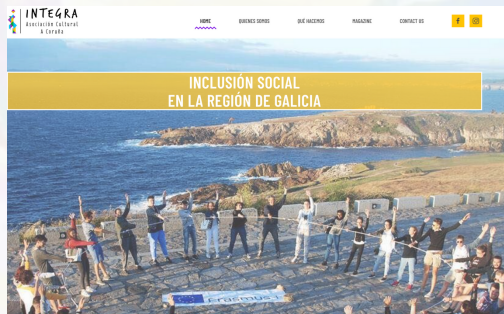 INTEGRA
Asociación Cultural
A Coruña
HOME
QUIENES SOMOS
QUÉ HACEMOS
MAGAZINE
CONTACT US
INCLUSIÓN SOCIAL
EN LA REGIÓN DE GALICIA
Erasmus+